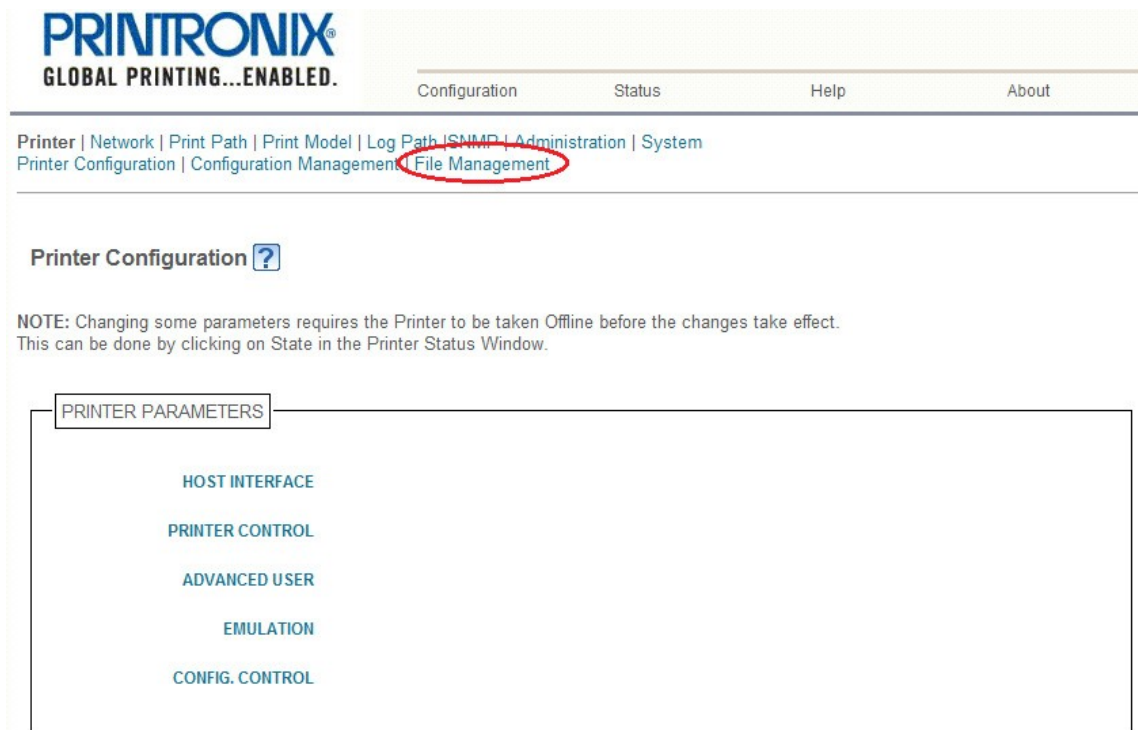 PRINTRONIX®
GLOBAL PRINTING...ENABLED.
Configuration Status Help About
Printer | Network | Print Path | Print Model | Log Path |SNMP | Administration | System
Printer Configuration | Configuration Management | File Management
Printer Configuration ?
NOTE: Changing some parameters requires the Printer to be taken Offline before the changes take effect.
This can be done by clicking on State in the Printer Status Window.
PRINTER PARAMETERS
HOST INTERFACE
PRINTER CONTROL
ADVANCED USER
EMULATION
CONFIG. CONTROL